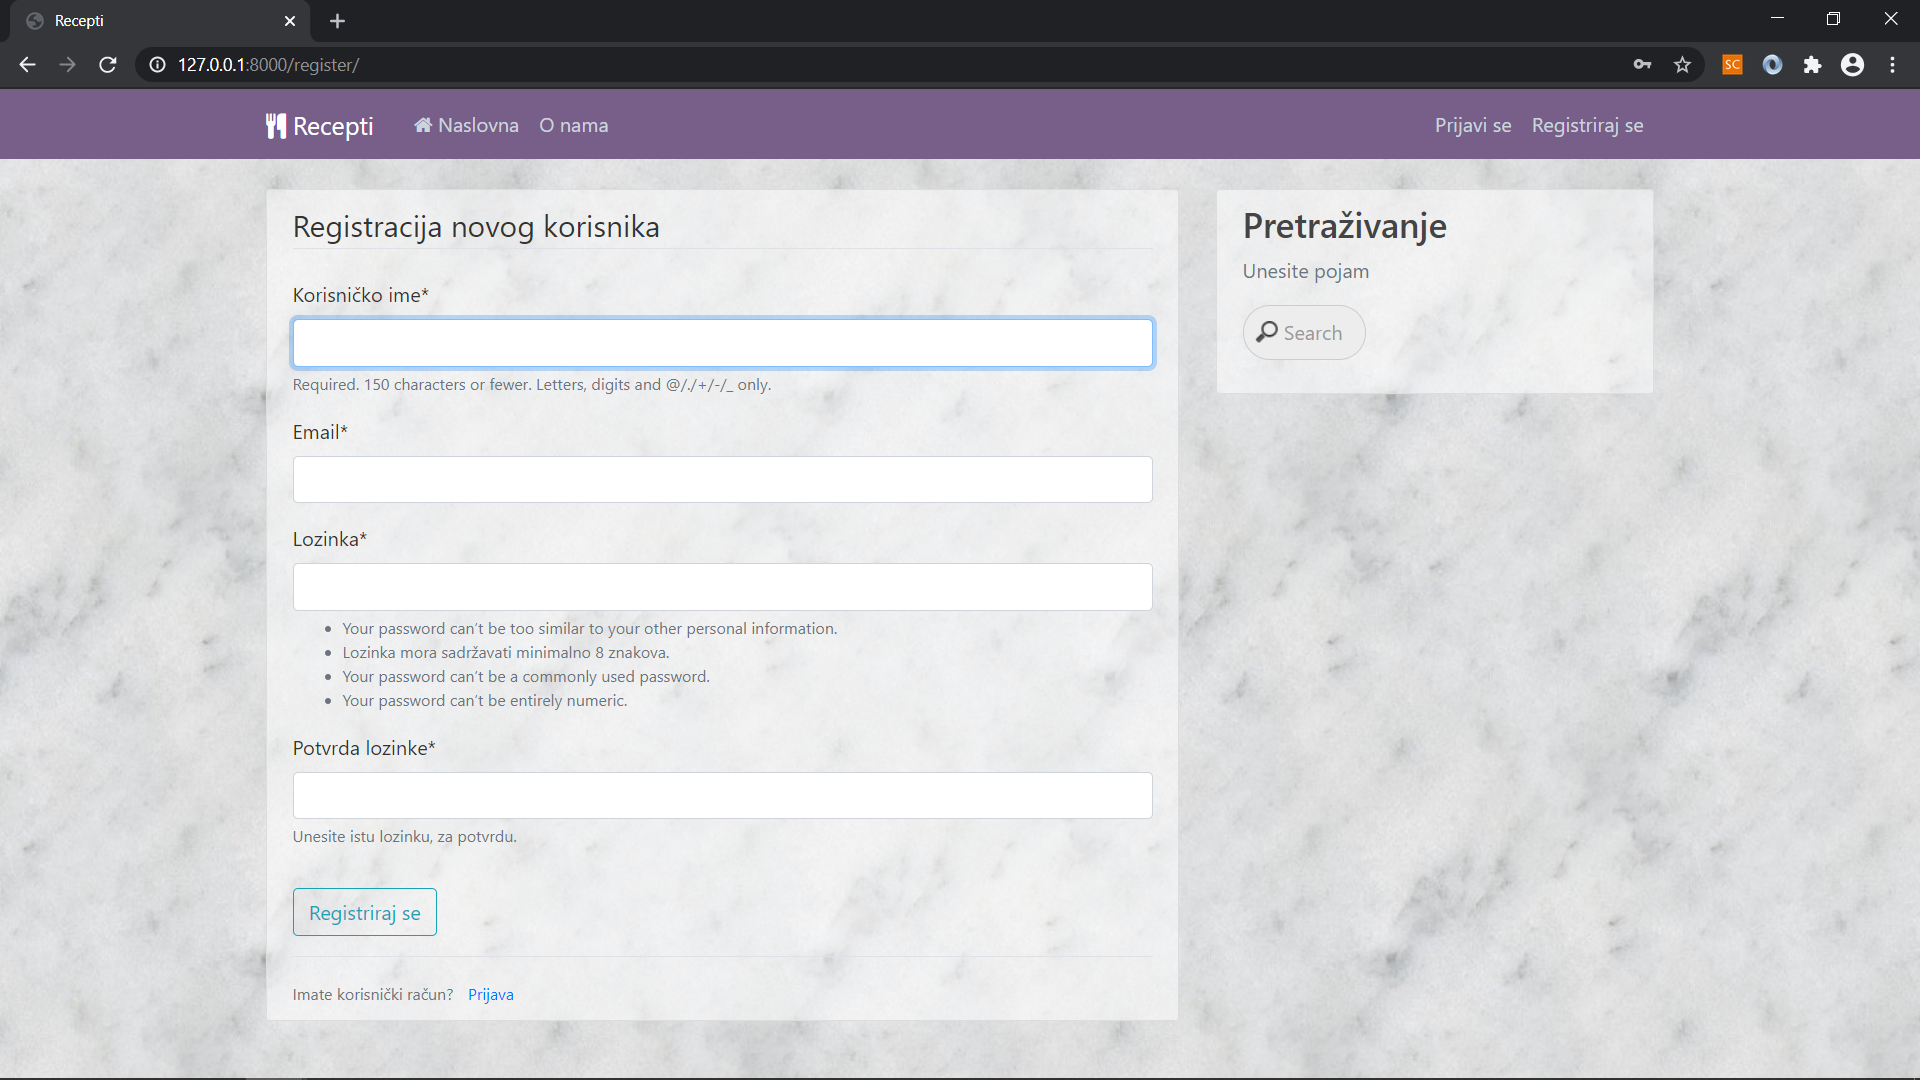 Recepti
127.0.0.1:8000/register/
SC
Recepti Naslovna O nama Prijavi se Registriraj se
Registracija novog korisnika
Korisničko ime*
Required. 150 characters or fewer. Letters, digits and @/./+/-/_ only.
Email*
Lozinka*
Your password can't be too similar to your other personal information.
Lozinka mora sadržavati minimalno 8 znakova.
Your password can't be a commonly used password.
Your password can't be entirely numeric.
Potvrda lozinke*
Unesite istu lozinku, za potvrdu.
Registriraj se
Imate korisnički račun? Prijava
Pretraživanje
Unesite pojam
Search